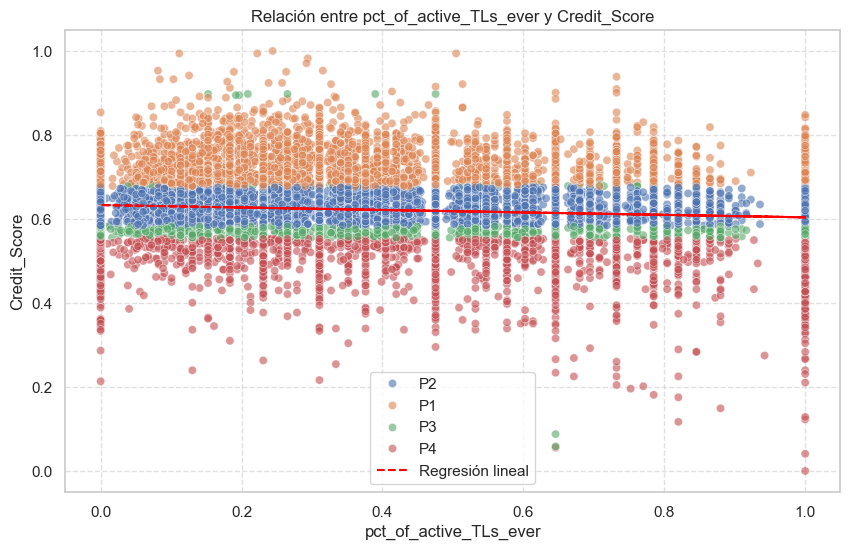 Relación entre pct_of_active_TLs_ever y Credit_Score
Credit_Score
1.0
0.8
0.6
0.4
0.2
0.0
P2
P1
P3
P4
Regresión lineal
0.0 0.2 0.4 0.6 0.8 1.0
pct_of_active_TLs_ever